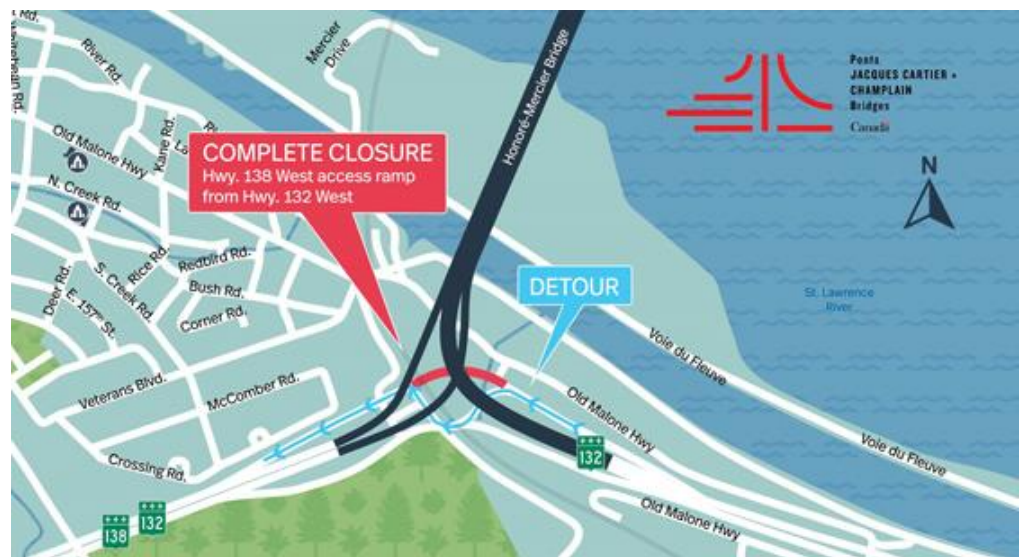 Rd.
Whitebean Rd.
River Rd.
Mercier
Drive
Honoré-Mercier Bridge
Ponts
JACQUES CARTIER +
CHAMPLAIN
Bridges
Canada
N
Old Malone Hwy
Kane Rd.
COMPLETE CLOSURE
Hwy. 138 West access ramp
from Hwy. 132 West
N. Creek Rd.
Redbird Rd.
Rice Rd.
Bush Rd.
S. Creek Rd.
Deer Rd.
E. 157th St.
Corner Rd.
DETOUR
St. Lawrence
River
Voie du Fleuve
Veterans Blvd.
McComber Rd.
Old Malone Hwy
Crossing Rd.
132
Voie du Fleuve
Old Malone Hwy
138
132